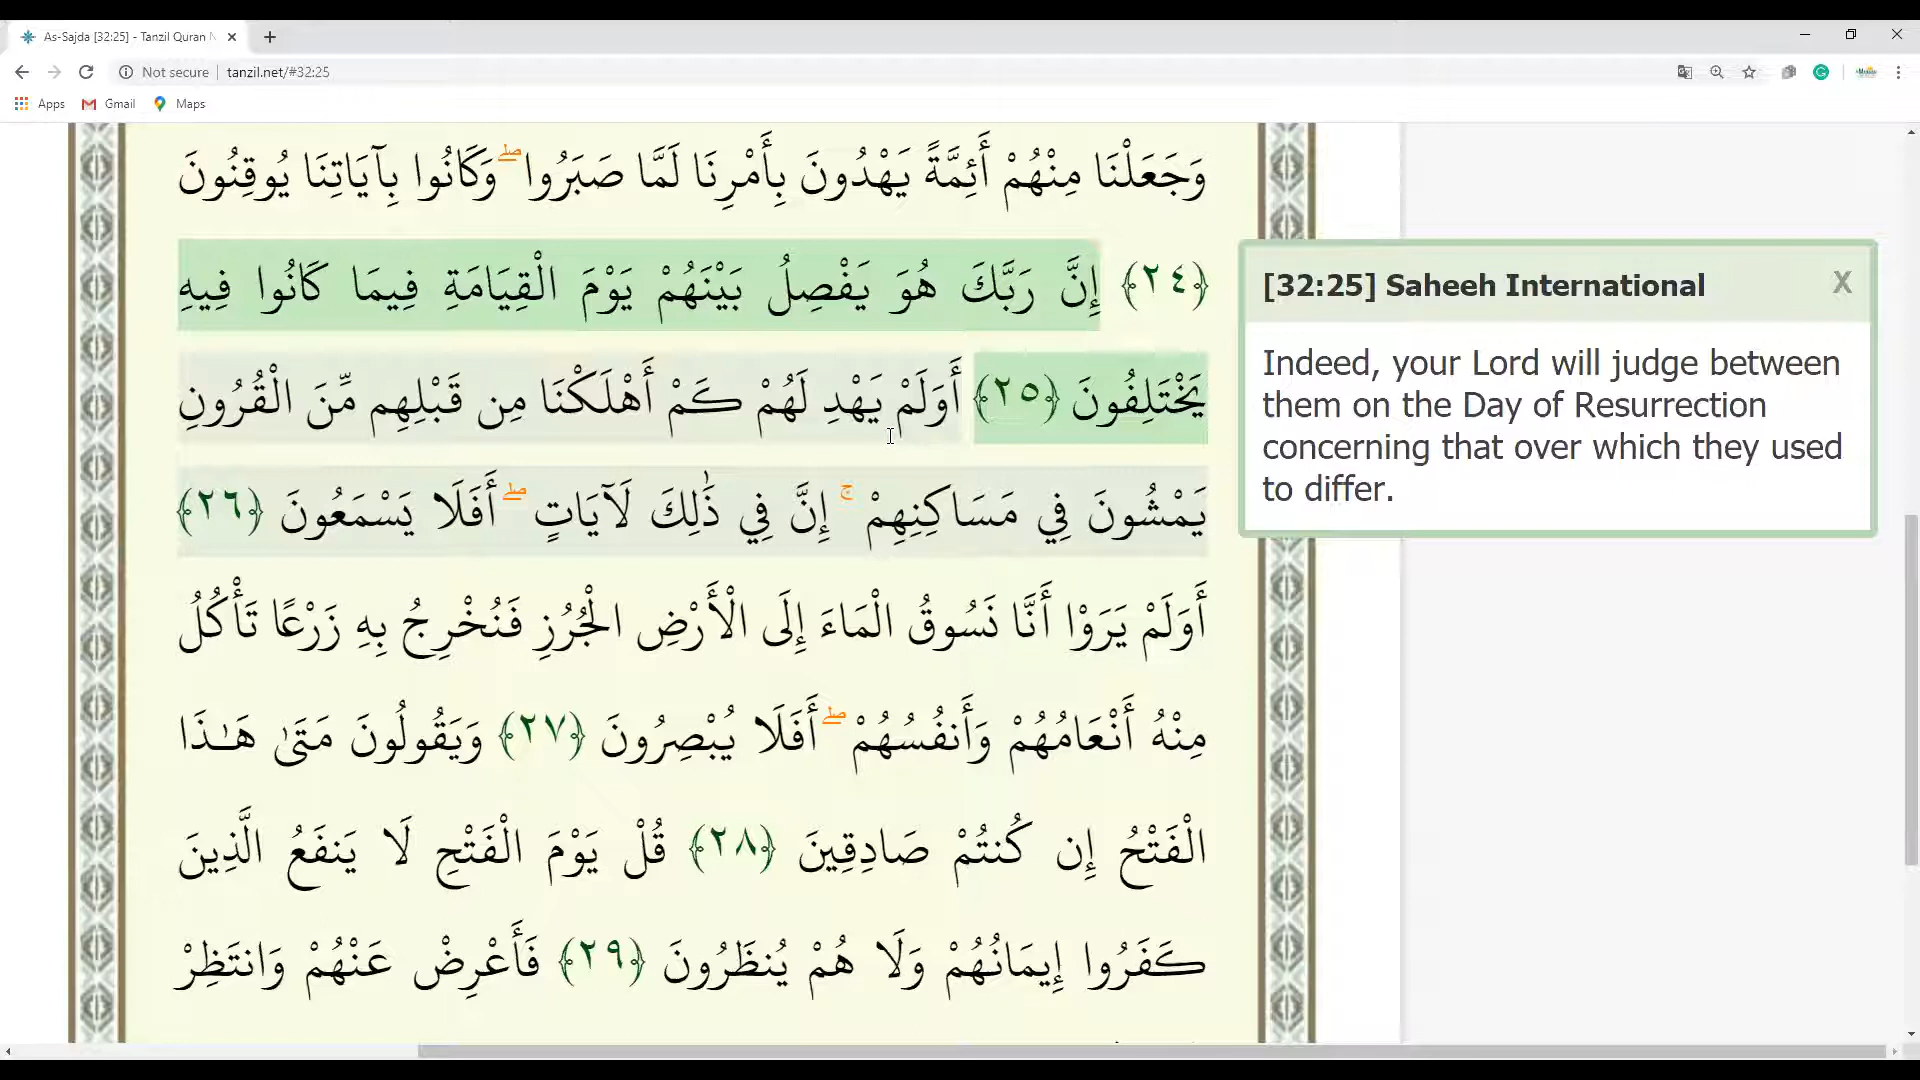 As-Sajda [32:25] - Tanzil Quran N
Not secure | tanzil.net/#32:25
Apps Gmail Maps
وَجَعَلْنَا مِنْهُمْ أَئِمَّةً يَهْدُونَ بِأَمْرِنَا لَمَّا صَبَرُوا ۖ وَكَانُوا بِآيَاتِنَا يُوقِنُونَ
﴿٢٤﴾ إِنَّ رَبَّكَ هُوَ يَفْصِلُ بَيْنَهُمْ يَوْمَ الْقِيَامَةِ فِيمَا كَانُوا فِيهِ
يَخْتَلِفُونَ ﴿٢٥﴾ أَوَلَمْ يَهْدِ لَهُمْ كَمْ أَهْلَكْنَا مِن قَبْلِهِم مِّنَ الْقُرُونِ
يَمْشُونَ فِي مَسَاكِنِهِمْ ۚ إِنَّ فِي ذَٰلِكَ لَآيَاتٍ ۖ أَفَلَا يَسْمَعُونَ ﴿٢٦﴾
أَوَلَمْ يَرَوْا أَنَّا نَسُوقُ الْمَاءَ إِلَى الْأَرْضِ الْجُرُزِ فَنُخْرِجُ بِهِ زَرْعًا تَأْكُلُ
مِنْهُ أَنْعَامُهُمْ وَأَنفُسُهُمْ ۖ أَفَلَا يُبْصِرُونَ ﴿٢٧﴾ وَيَقُولُونَ مَتَىٰ هَـٰذَا
الْفَتْحُ إِن كُنتُمْ صَادِقِينَ ﴿٢٨﴾ قُلْ يَوْمَ الْفَتْحِ لَا يَنفَعُ الَّذِينَ
كَفَرُوا إِيمَانُهُمْ وَلَا هُمْ يُنظَرُونَ ﴿٢٩﴾ فَأَعْرِضْ عَنْهُمْ وَانتَظِرْ
[32:25] Saheeh International X
Indeed, your Lord will judge between
them on the Day of Resurrection
concerning that over which they used
to differ.